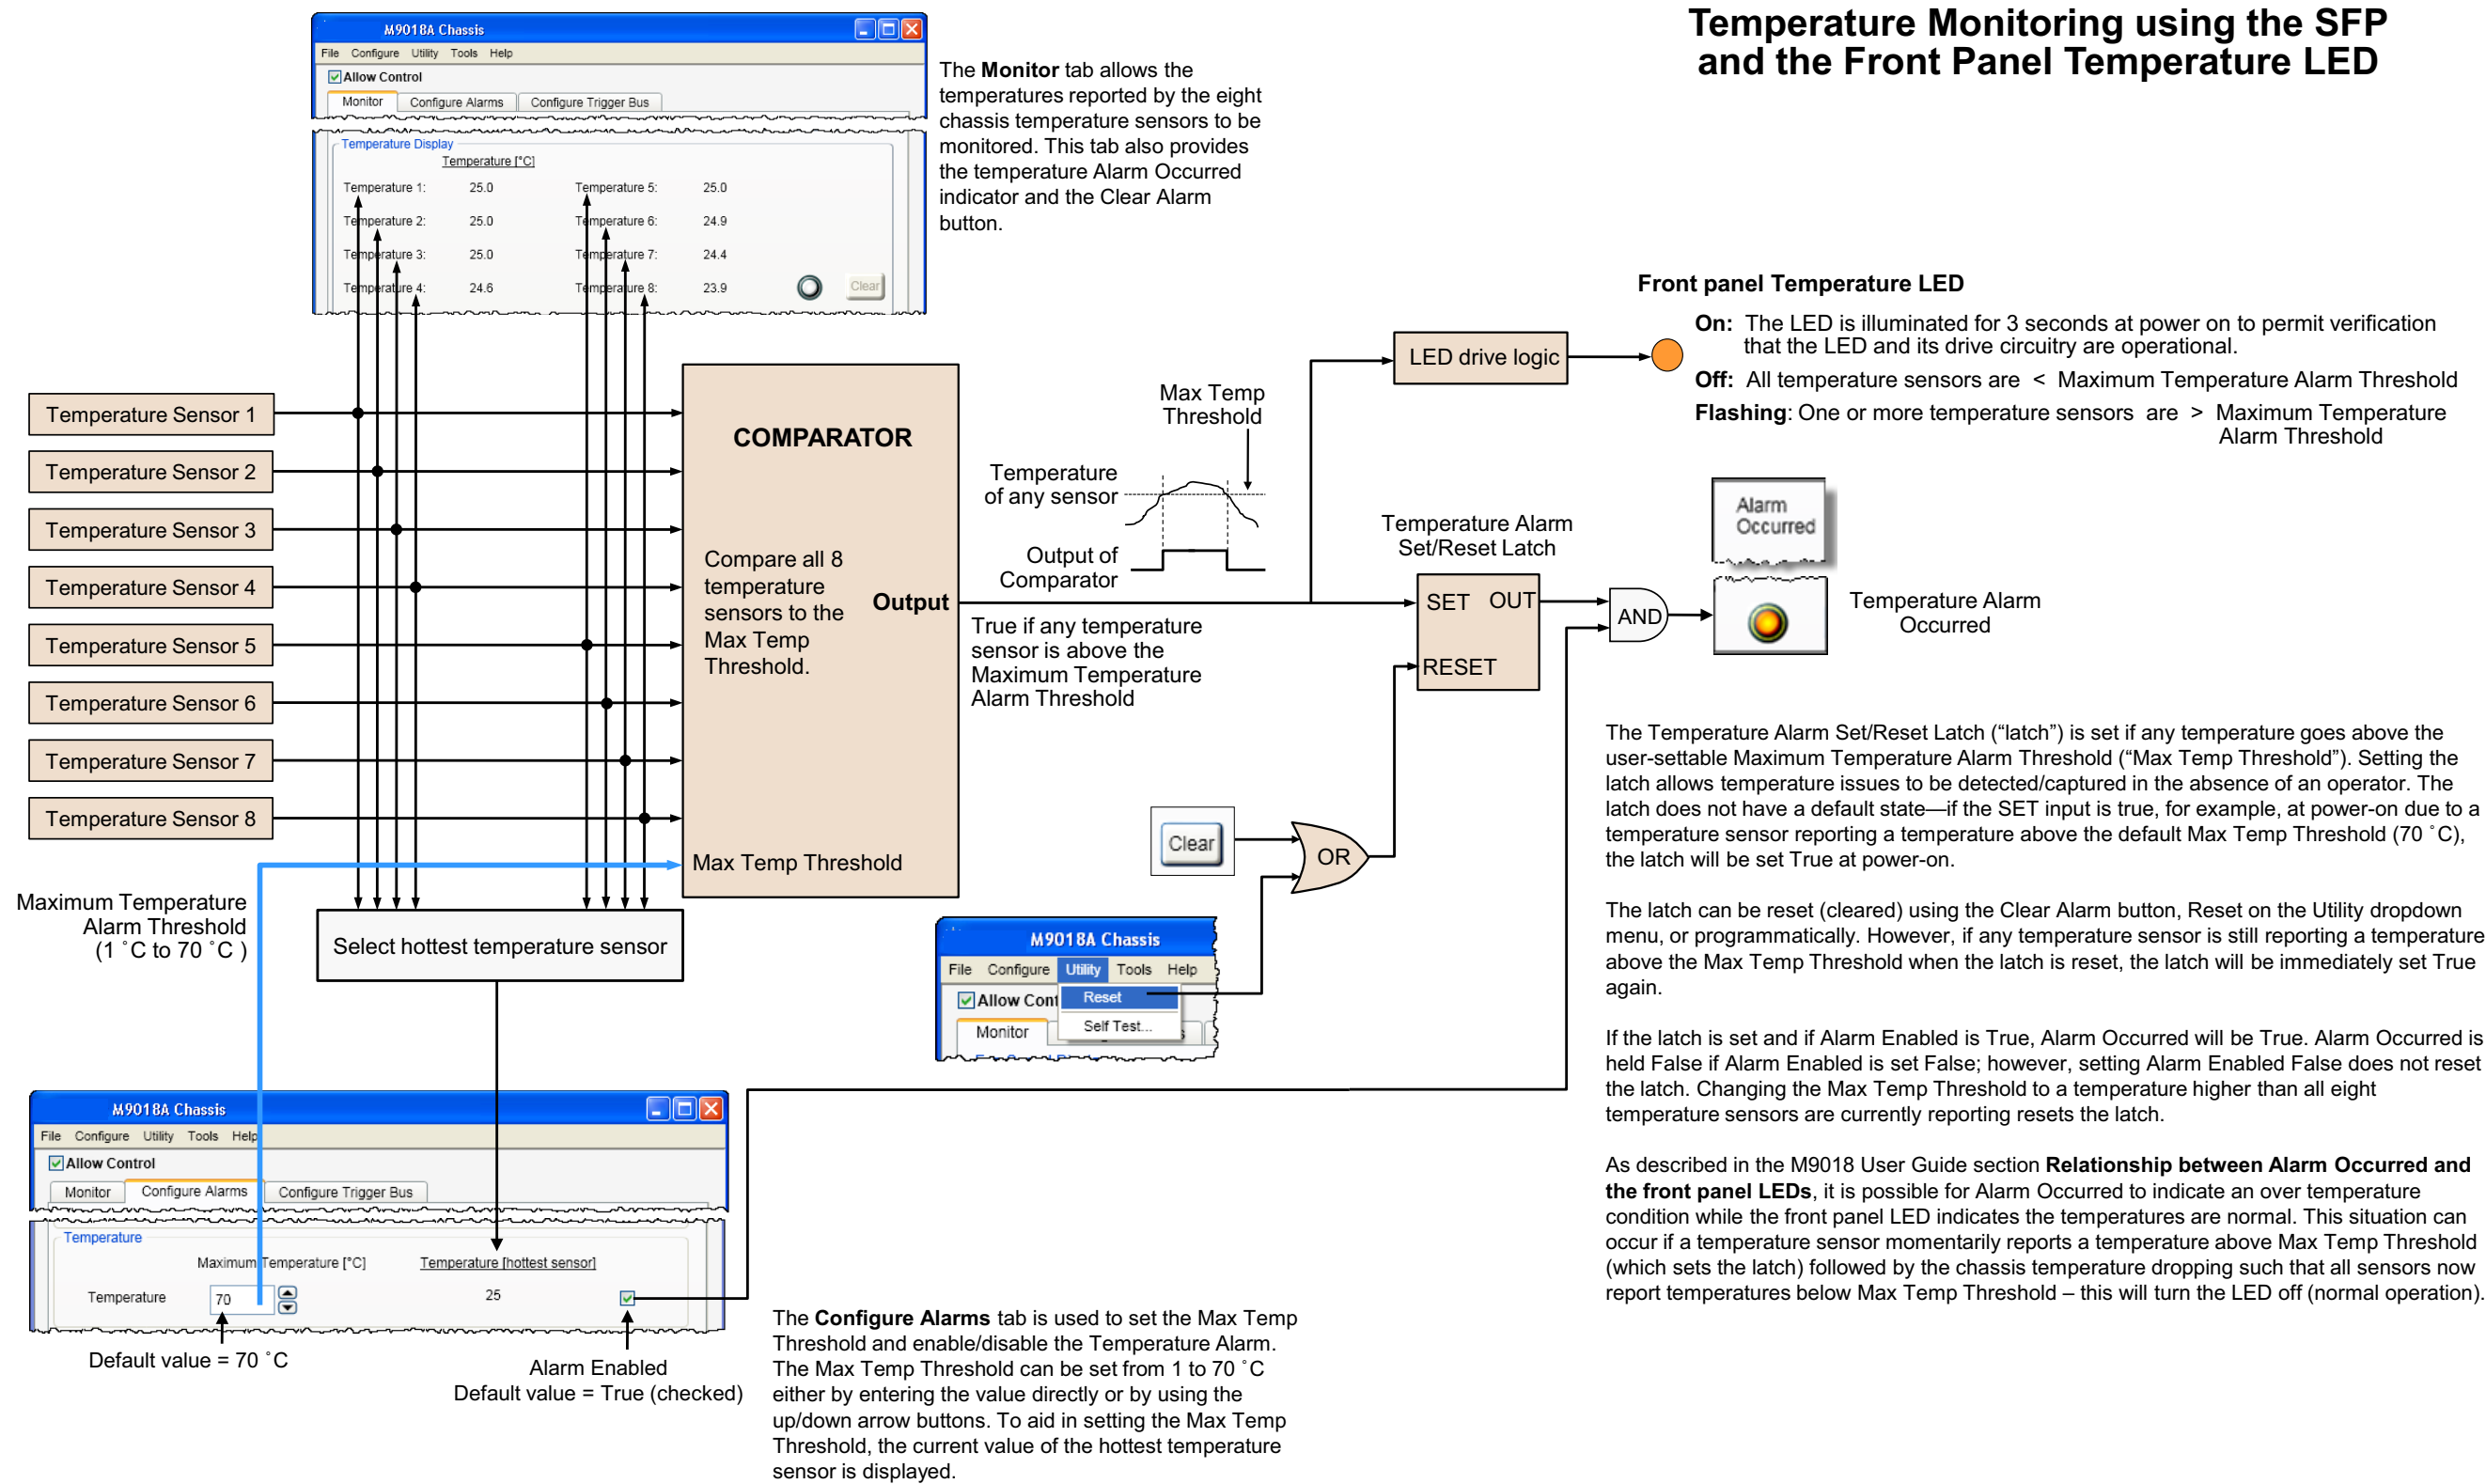 Temperature Monitoring using the SFP
and the Front Panel Temperature LED
M9018A Chassis
File Configure Utility Tools Help
Allow Control
Monitor Configure Alarms Configure Trigger Bus
Temperature Display
Temperature [°C]
Temperature 1: 25.0 Temperature 5: 25.0
Temperature 2: 25.0 Temperature 6: 24.9
Temperature 3: 25.0 Temperature 7: 24.4
Temperature 4: 24.6 Temperature 8: 23.9 Clear
The Monitor tab allows the
temperatures reported by the eight
chassis temperature sensors to be
monitored. This tab also provides
the temperature Alarm Occurred
indicator and the Clear Alarm
button.
Front panel Temperature LED
On: The LED is illuminated for 3 seconds at power on to permit verification
that the LED and its drive circuitry are operational.
Off: All temperature sensors are < Maximum Temperature Alarm Threshold
Flashing: One or more temperature sensors are > Maximum Temperature
Alarm Threshold
LED drive logic
Temperature Sensor 1
Temperature Sensor 2
Temperature Sensor 3
Temperature Sensor 4
Temperature Sensor 5
Temperature Sensor 6
Temperature Sensor 7
Temperature Sensor 8
COMPARATOR
Compare all 8
temperature
sensors to the
Max Temp
Threshold.
Output
Max Temp Threshold
Max Temp
Threshold
Temperature
of any sensor
Output of
Comparator
True if any temperature
sensor is above the
Maximum Temperature
Alarm Threshold
Temperature Alarm
Set/Reset Latch
SET OUT
RESET
AND
Alarm
Occurred
Temperature Alarm
Occurred
Clear
OR
M9018A Chassis
File Configure Utility Tools Help
Allow Cont
Reset
Monitor
Self Test...
Maximum Temperature
Alarm Threshold
(1 ˚C to 70 ˚C )
Select hottest temperature sensor
M9018A Chassis
File Configure Utility Tools Help
Allow Control
Monitor Configure Alarms Configure Trigger Bus
Temperature
Maximum Temperature [°C] Temperature [hottest sensor]
Temperature 70 25
Default value = 70 ˚C
Alarm Enabled
Default value = True (checked)
The Configure Alarms tab is used to set the Max Temp
Threshold and enable/disable the Temperature Alarm.
The Max Temp Threshold can be set from 1 to 70 ˚C
either by entering the value directly or by using the
up/down arrow buttons. To aid in setting the Max Temp
Threshold, the current value of the hottest temperature
sensor is displayed.
The Temperature Alarm Set/Reset Latch (“latch”) is set if any temperature goes above the
user-settable Maximum Temperature Alarm Threshold (“Max Temp Threshold”). Setting the
latch allows temperature issues to be detected/captured in the absence of an operator. The
latch does not have a default state—if the SET input is true, for example, at power-on due to a
temperature sensor reporting a temperature above the default Max Temp Threshold (70 ˚C),
the latch will be set True at power-on.
The latch can be reset (cleared) using the Clear Alarm button, Reset on the Utility dropdown
menu, or programmatically. However, if any temperature sensor is still reporting a temperature
above the Max Temp Threshold when the latch is reset, the latch will be immediately set True
again.
If the latch is set and if Alarm Enabled is True, Alarm Occurred will be True. Alarm Occurred is
held False if Alarm Enabled is set False; however, setting Alarm Enabled False does not reset
the latch. Changing the Max Temp Threshold to a temperature higher than all eight
temperature sensors are currently reporting resets the latch.
As described in the M9018 User Guide section Relationship between Alarm Occurred and
the front panel LEDs, it is possible for Alarm Occurred to indicate an over temperature
condition while the front panel LED indicates the temperatures are normal. This situation can
occur if a temperature sensor momentarily reports a temperature above Max Temp Threshold
(which sets the latch) followed by the chassis temperature dropping such that all sensors now
report temperatures below Max Temp Threshold – this will turn the LED off (normal operation).